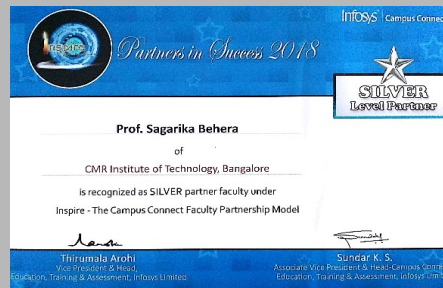 Infosys | Campus Connec
INSPIRE
Partners in Success 2018
SILVER
Level Partner
Prof. Sagarika Behera
of
CMR Institute of Technology, Bangalore
is recognized as SILVER partner faculty under
Inspire - The Campus Connect Faculty Partnership Model
Thirumala Arohi
Vice President & Head,
Education, Training & Assessment, Infosys Limited
Sundar K. S.
Associate Vice President & Head-Campus Conne
Education, Training & Assessment, Infosys Lim